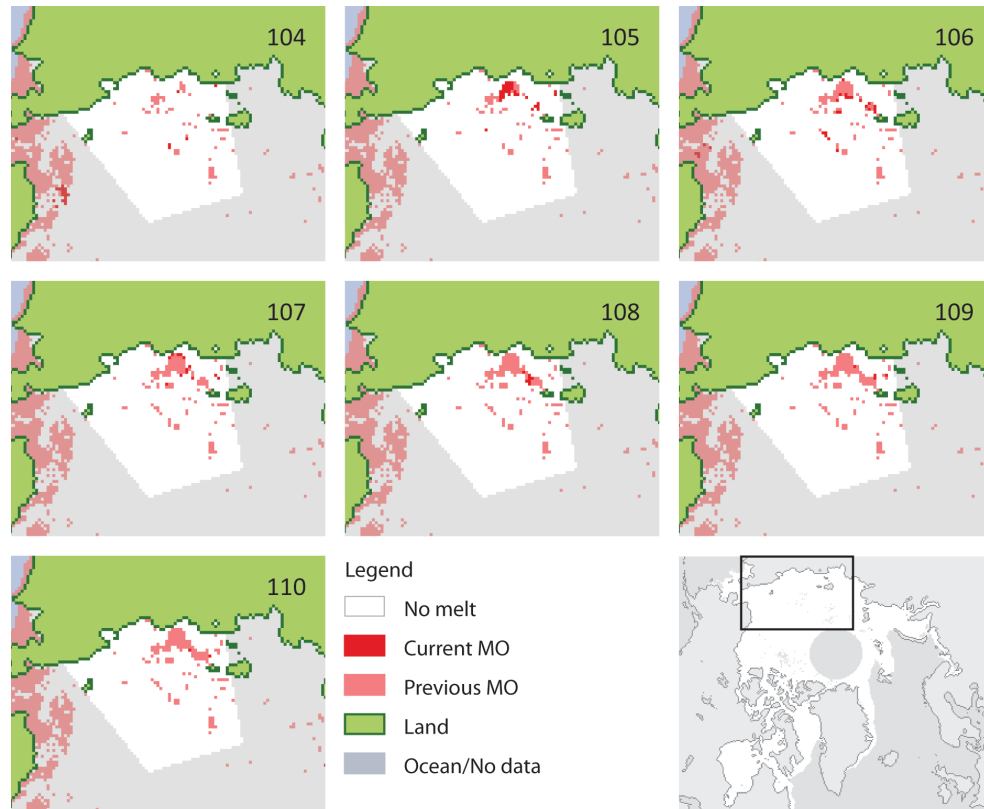 104
105
106
107
108
109
110
Legend
No melt
Current MO
Previous MO
Land
Ocean/No data